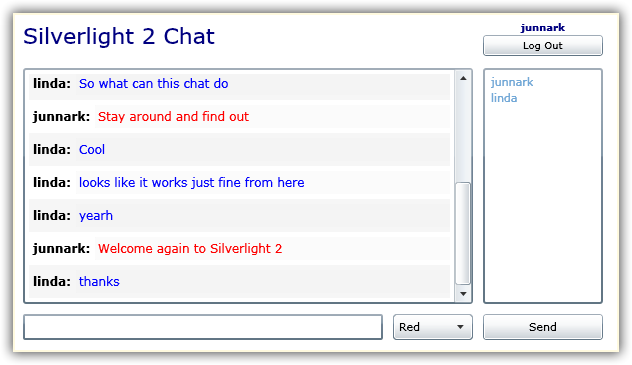 Silverlight 2 Chat
junnark
Log Out
linda: So what can this chat do
junnark: Stay around and find out
linda: Cool
linda: looks like it works just fine from here
linda: yearh
junnark: Welcome again to Silverlight 2
linda: thanks
junnark
linda
Red
Send